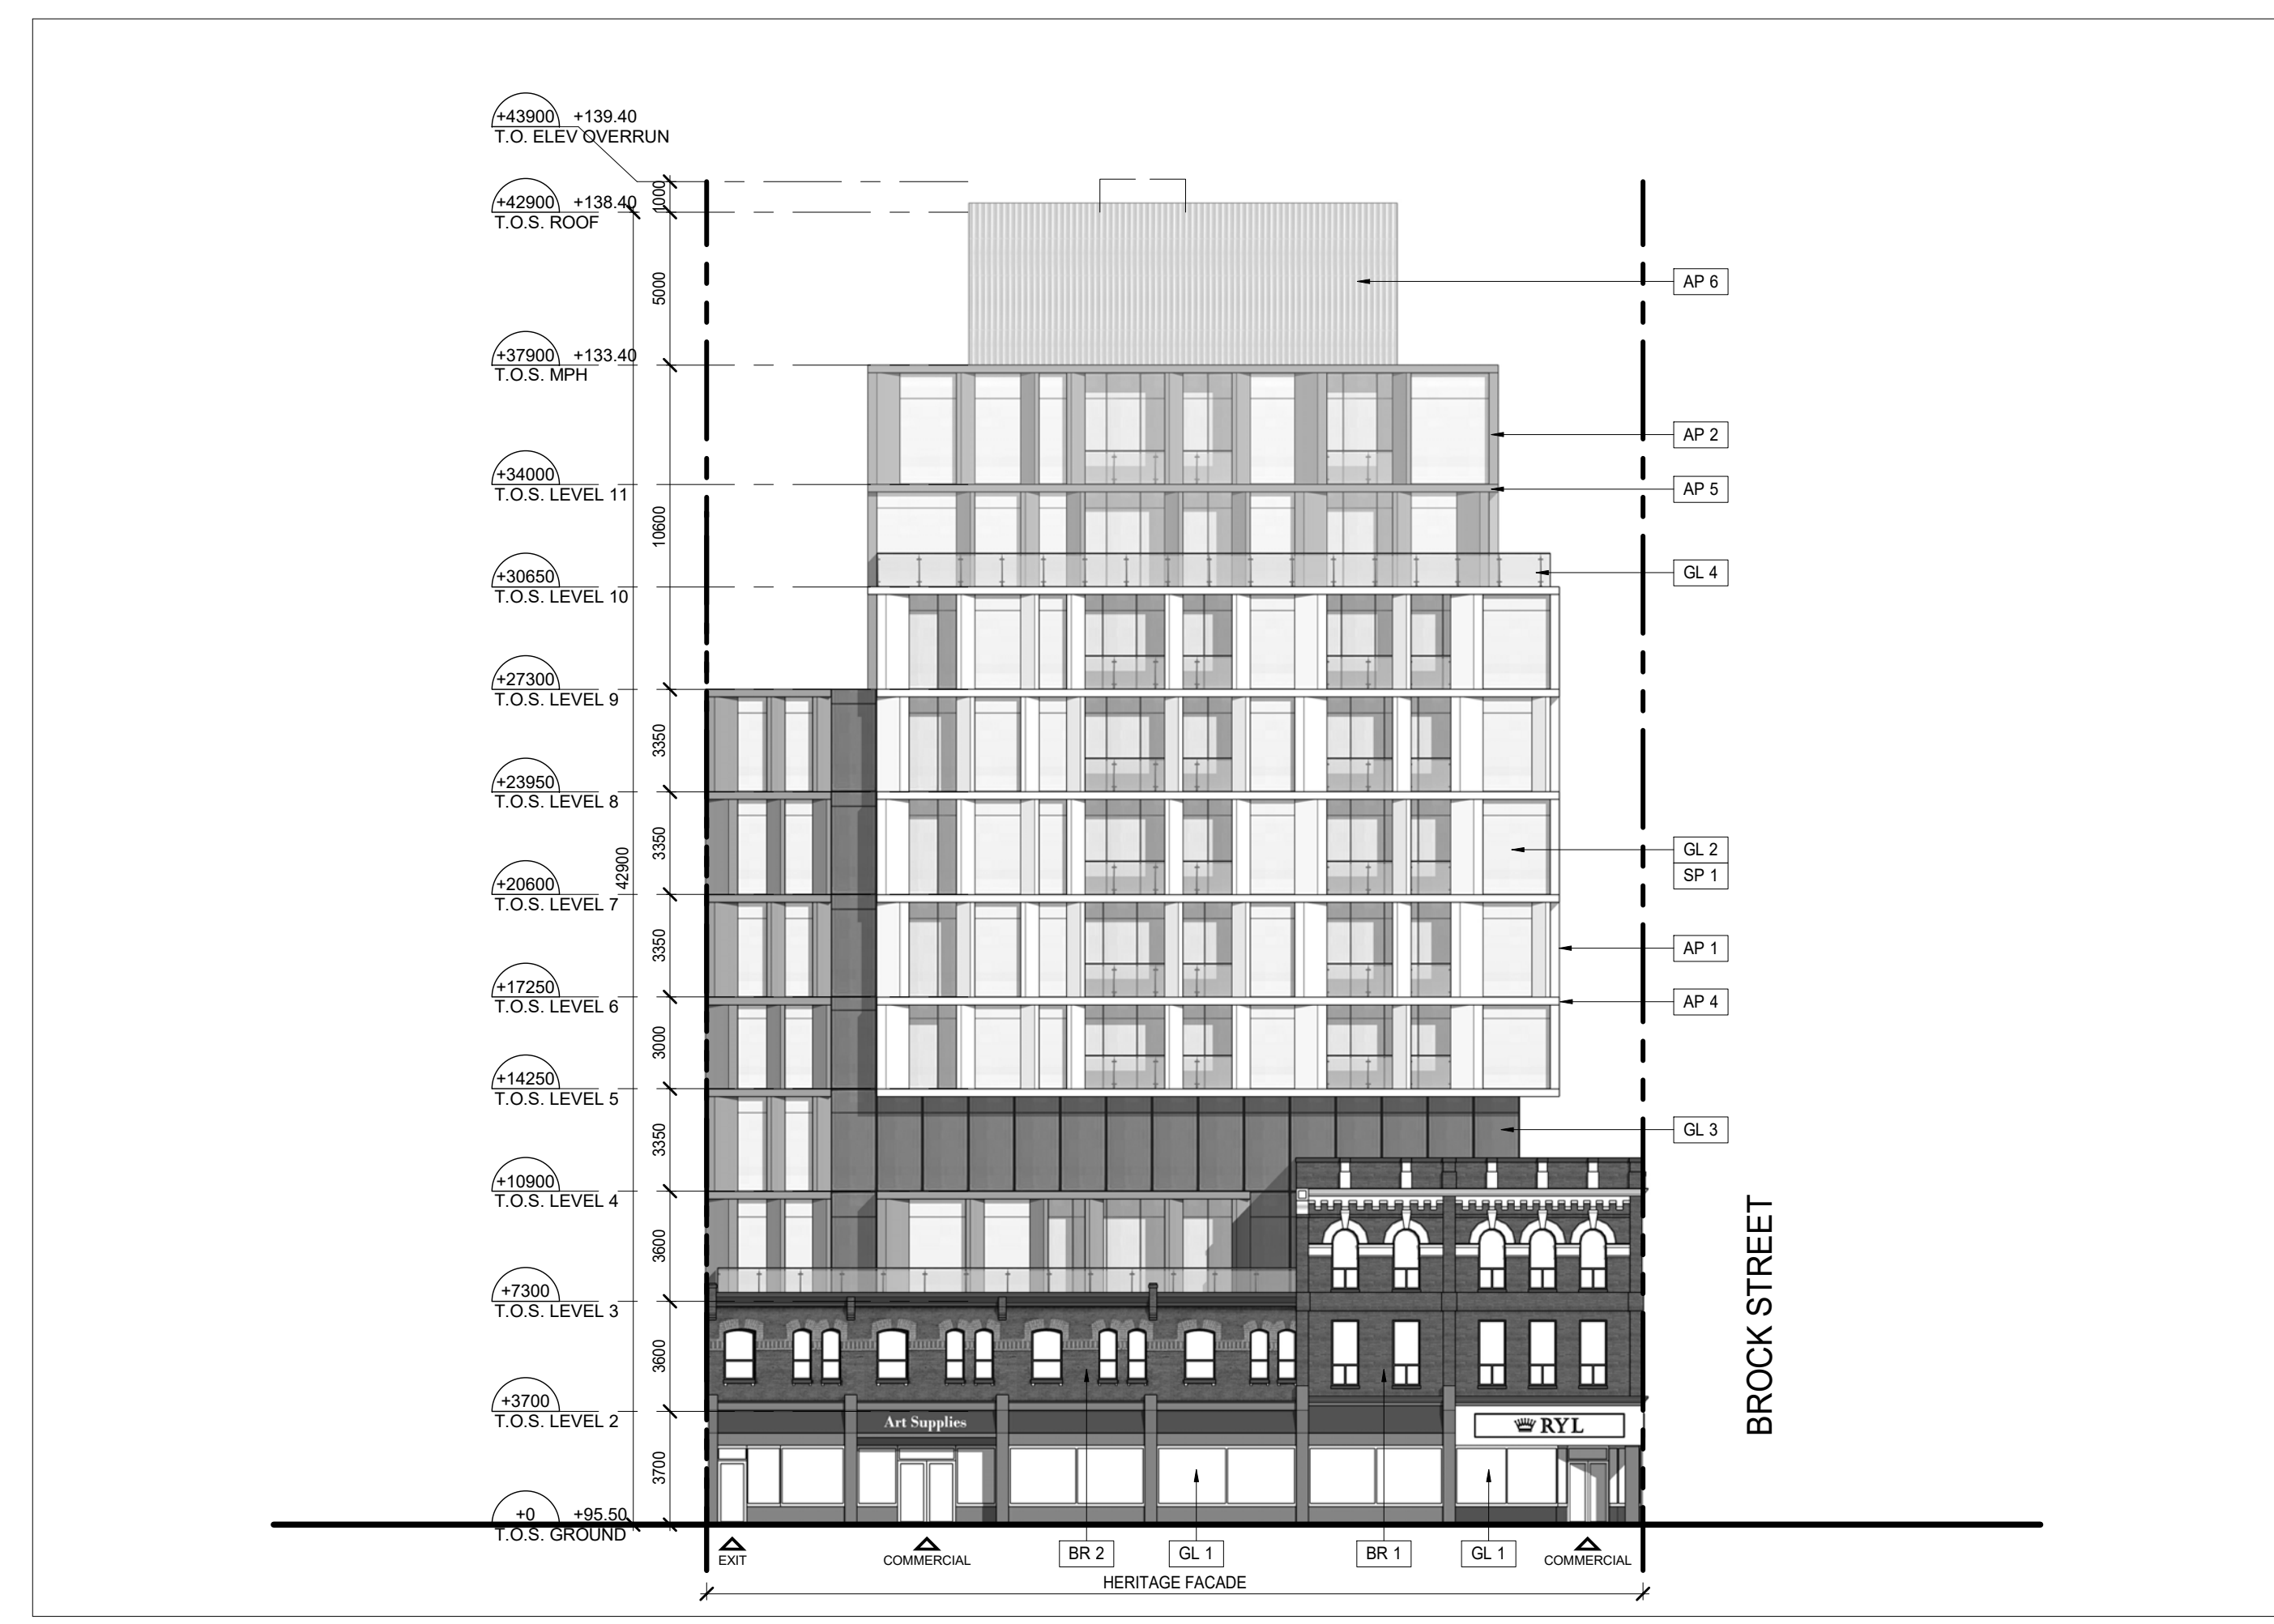 +43900 +139.40
T.O. ELEV OVERRUN
1000
+42900 +138.40
T.O.S. ROOF
5000
AP 6
+37900 +133.40
T.O.S. MPH
AP 2
+34000
T.O.S. LEVEL 11
AP 5
10600
+30650
T.O.S. LEVEL 10
GL 4
+27300
T.O.S. LEVEL 9
3350
+23950
T.O.S. LEVEL 8
3350
42900
GL 2
SP 1
+20600
T.O.S. LEVEL 7
3350
AP 1
+17250
T.O.S. LEVEL 6
AP 4
3000
+14250
T.O.S. LEVEL 5
3350
GL 3
+10900
T.O.S. LEVEL 4
3600
+7300
T.O.S. LEVEL 3
3600
BROCK STREET
+3700
T.O.S. LEVEL 2
Art Supplies
RYL
3700
+0 +95.50
T.O.S. GROUND
EXIT
COMMERCIAL
BR 2
GL 1
BR 1
GL 1
COMMERCIAL
HERITAGE FACADE